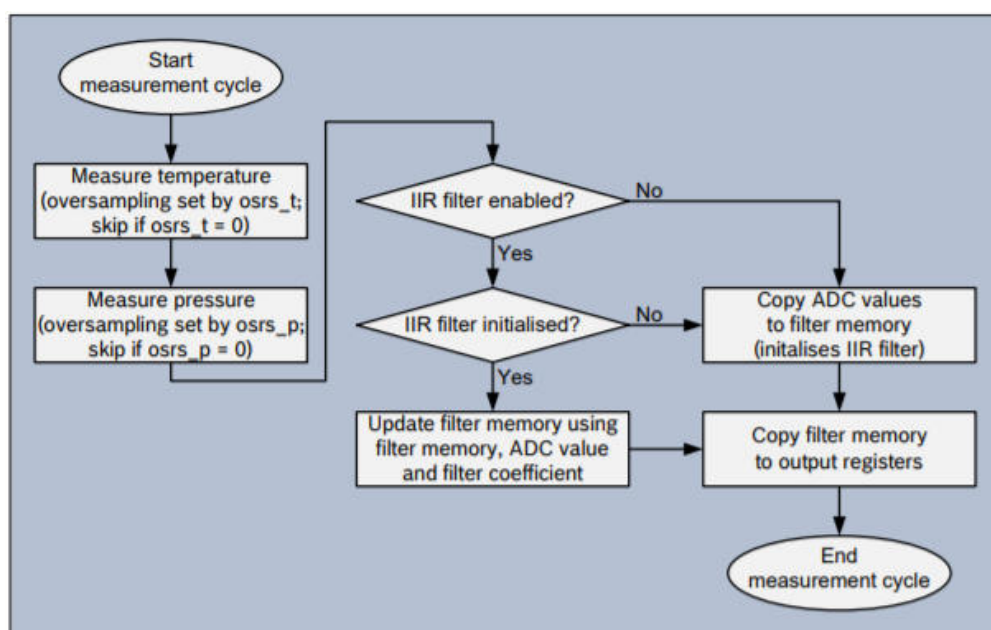 Start
measurement cycle
Measure temperature
(oversampling set by osrs_t;
skip if osrs_t = 0)
Measure pressure
(oversampling set by osrs_p;
skip if osrs_p = 0)
IIR filter enabled?
No
Yes
IIR filter initialised?
No
Yes
Copy ADC values
to filter memory
(initalises IIR filter)
Update filter memory using
filter memory, ADC value
and filter coefficient
Copy filter memory
to output registers
End
measurement cycle